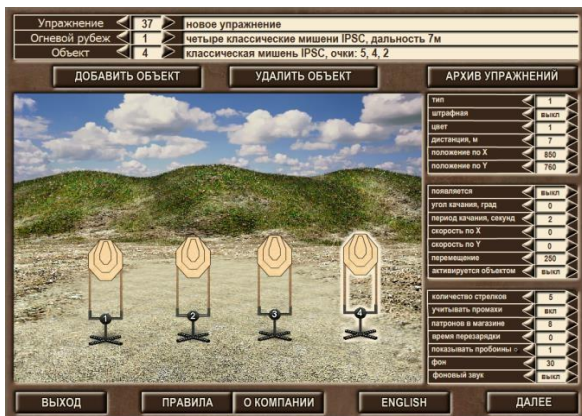 Упражнение 37 новое упражнение
Огневой рубеж 1 четыре классические мишени IPSC, дальность 7м
Объект 4 классическая мишень IPSC, очки: 5, 4, 2
ДОБАВИТЬ ОБЪЕКТ УДАЛИТЬ ОБЪЕКТ АРХИВ УПРАЖНЕНИЙ
тип 1
штрафная выкл
цвет 1
дистанция, м 7
положение по X 850
положение по Y 760
появляется выкл
угол качания, град 0
период качания, секунд 2
скорость по X 0
скорость по Y 0
перемещение 250
активируется объектом выкл
1 2 3 4
количество стрелков 5
учитывать промахи вкл
патронов в магазине 8
время перезарядки 0
показывать пробоины 1
фон 30
фоновый звук выкл
ВЫХОД ПРАВИЛА О КОМПАНИИ ENGLISH ДАЛЕЕ